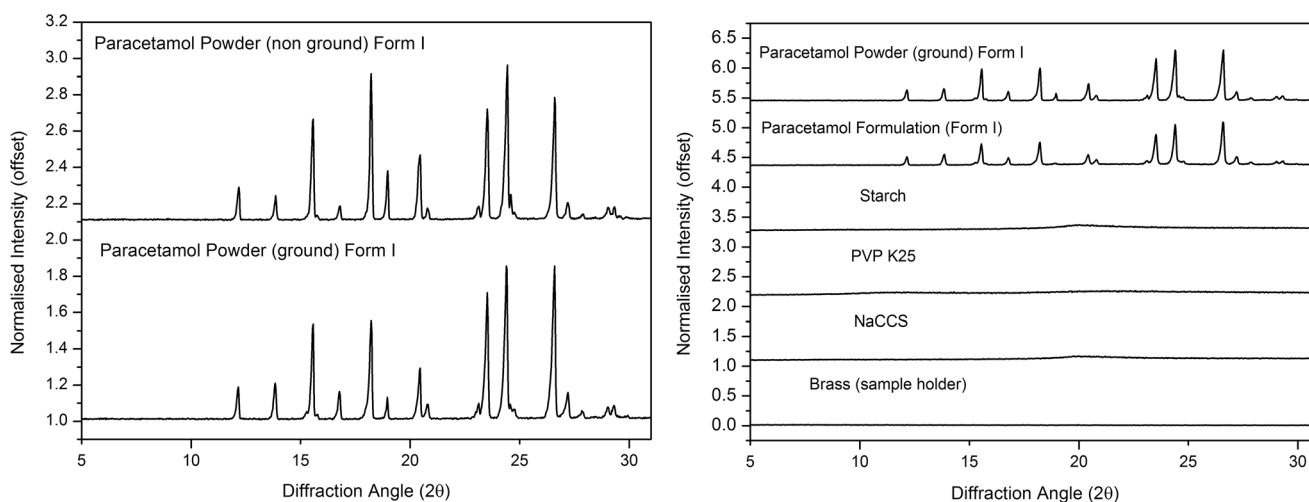 Normalised Intensity (offset)
3.2
3.0
2.8
2.6
2.4
2.2
2.0
1.8
1.6
1.4
1.2
1.0
Paracetamol Powder (non ground) Form I
Paracetamol Powder (ground) Form I
5 10 15 20 25 30
Diffraction Angle (2θ)
Normalised Intensity (offset)
6.5
6.0
5.5
5.0
4.5
4.0
3.5
3.0
2.5
2.0
1.5
1.0
0.5
0.0
Paracetamol Powder (ground) Form I
Paracetamol Formulation (Form I)
Starch
PVP K25
NaCCS
Brass (sample holder)
5 10 15 20 25 30
Diffraction Angle (2θ)